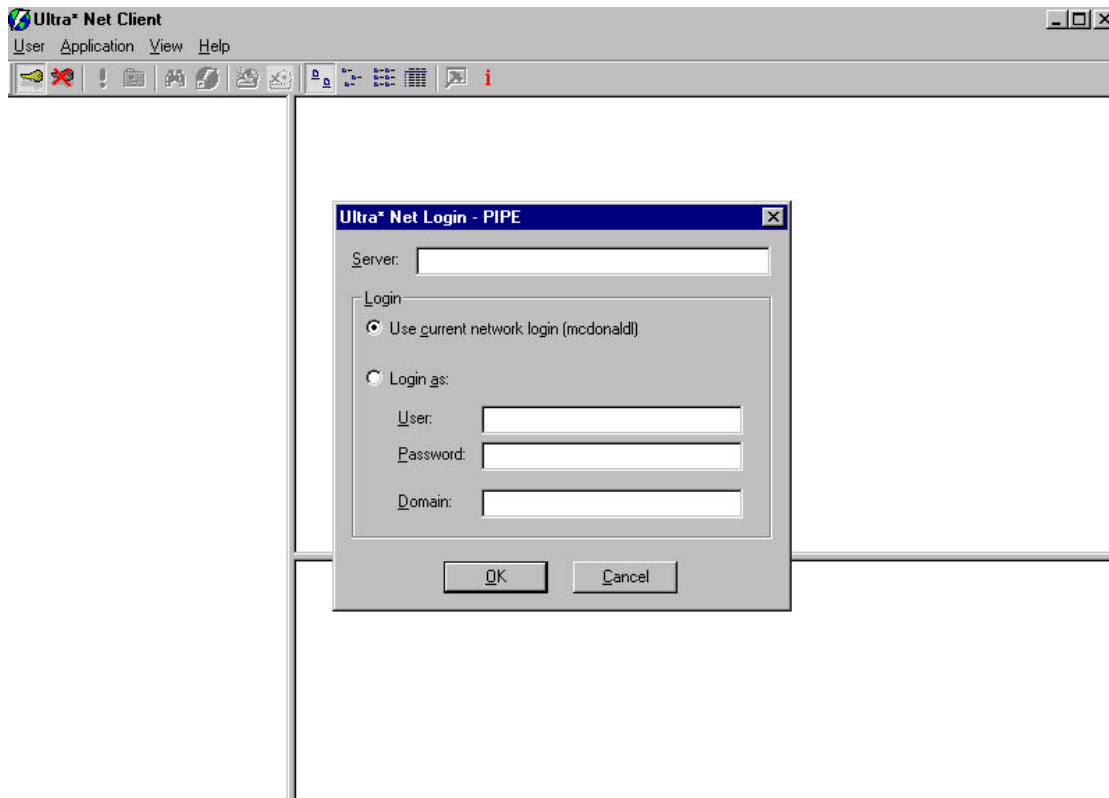 Ultra* Net Client
User Application View Help
Ultra* Net Login - PIPE
Server:
Login
Use current network login (mcdonaldl)
Login as:
User:
Password:
Domain:
OK Cancel